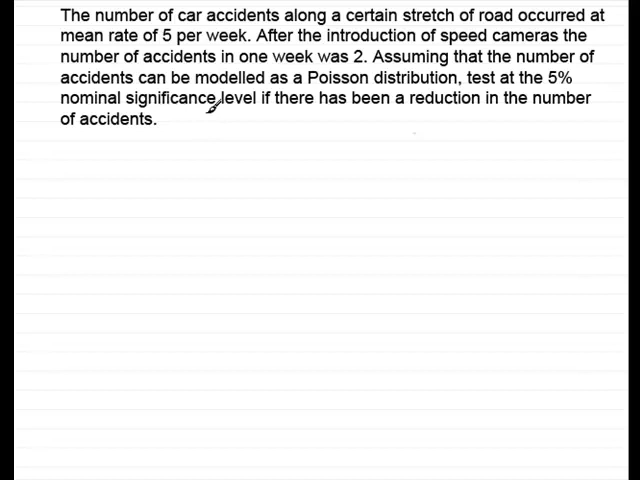 The number of car accidents along a certain stretch of road occurred at
mean rate of 5 per week. After the introduction of speed cameras the
number of accidents in one week was 2. Assuming that the number of
accidents can be modelled as a Poisson distribution, test at the 5%
nominal significance level if there has been a reduction in the number
of accidents.